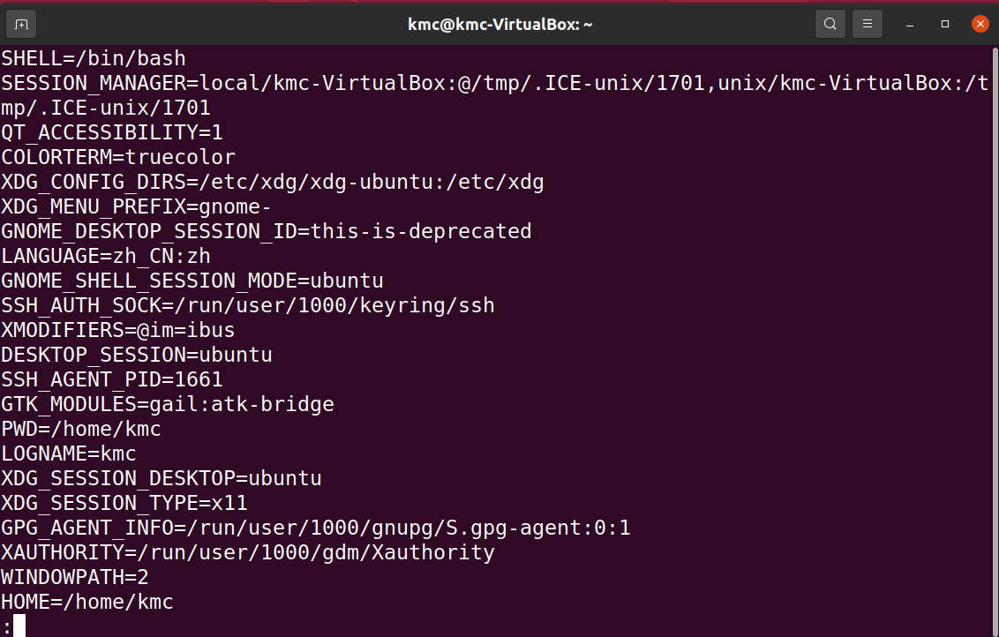 kmc@kmc-VirtualBox: ~
SHELL=/bin/bash
SESSION_MANAGER=local/kmc-VirtualBox:@/tmp/.ICE-unix/1701,unix/kmc-VirtualBox:/t
mp/.ICE-unix/1701
QT_ACCESSIBILITY=1
COLORTERM=truecolor
XDG_CONFIG_DIRS=/etc/xdg/xdg-ubuntu:/etc/xdg
XDG_MENU_PREFIX=gnome-
GNOME_DESKTOP_SESSION_ID=this-is-deprecated
LANGUAGE=zh_CN:zh
GNOME_SHELL_SESSION_MODE=ubuntu
SSH_AUTH_SOCK=/run/user/1000/keyring/ssh
XMODIFIERS=@im=ibus
DESKTOP_SESSION=ubuntu
SSH_AGENT_PID=1661
GTK_MODULES=gail:atk-bridge
PWD=/home/kmc
LOGNAME=kmc
XDG_SESSION_DESKTOP=ubuntu
XDG_SESSION_TYPE=x11
GPG_AGENT_INFO=/run/user/1000/gnupg/S.gpg-agent:0:1
XAUTHORITY=/run/user/1000/gdm/Xauthority
WINDOWPATH=2
HOME=/home/kmc
: